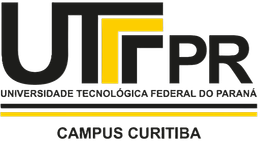 UTFPR
UNIVERSIDADE TECNOLÓGICA FEDERAL DO PARANÁ
CAMPUS CURITIBA